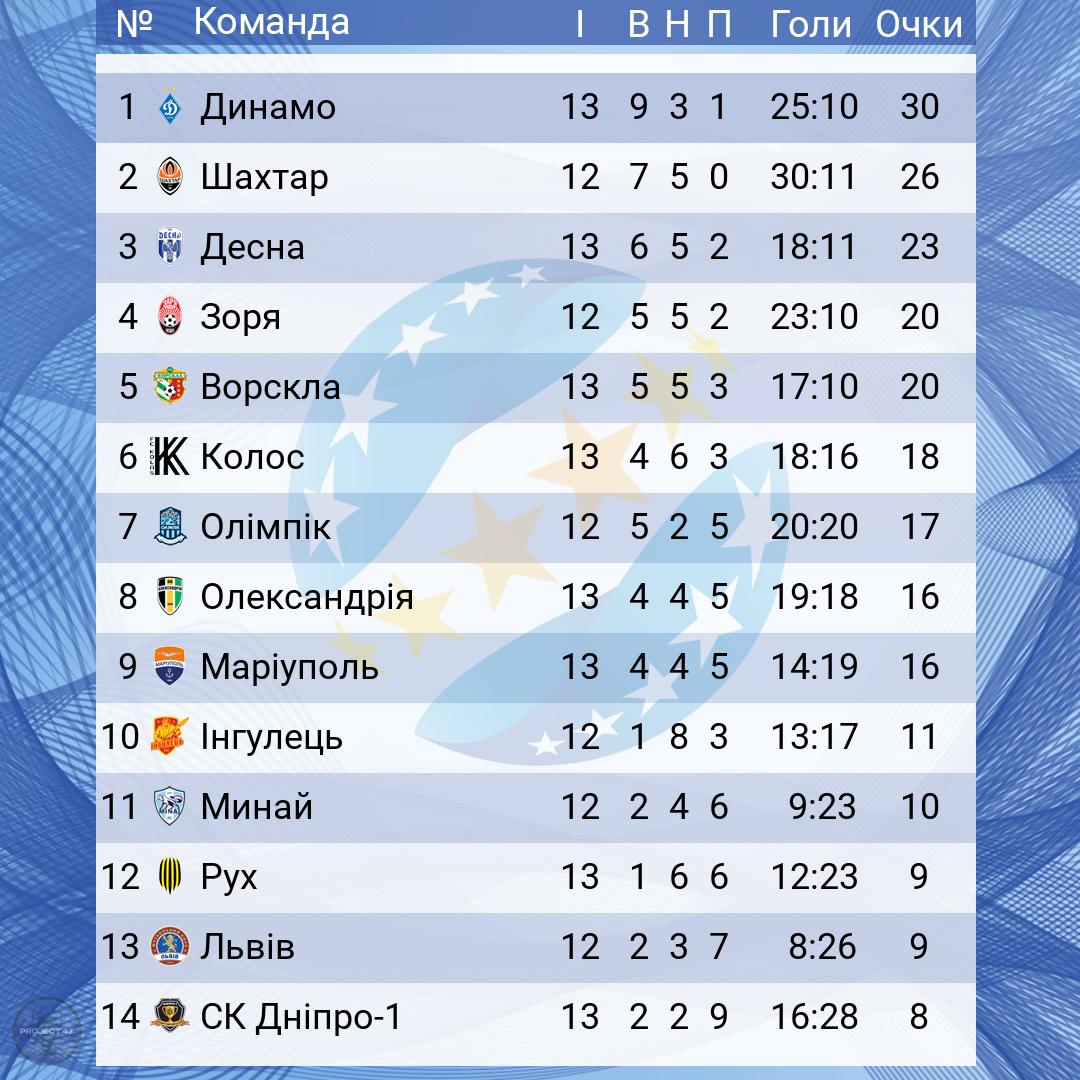 № Команда І В Н П Голи Очки
1 Динамо 13 9 3 1 25:10 30
2 Шахтар 12 7 5 0 30:11 26
3 Десна 13 6 5 2 18:11 23
4 Зоря 12 5 5 2 23:10 20
5 Ворскла 13 5 5 3 17:10 20
6 Колос 13 4 6 3 18:16 18
7 Олімпік 12 5 2 5 20:20 17
8 Олександрія 13 4 4 5 19:18 16
9 Маріуполь 13 4 4 5 14:19 16
10 Інгулець 12 1 8 3 13:17 11
11 Минай 12 2 4 6 9:23 10
12 Рух 13 1 6 6 12:23 9
13 Львів 12 2 3 7 8:26 9
14 СК Дніпро-1 13 2 2 9 16:28 8
PROJECT 47